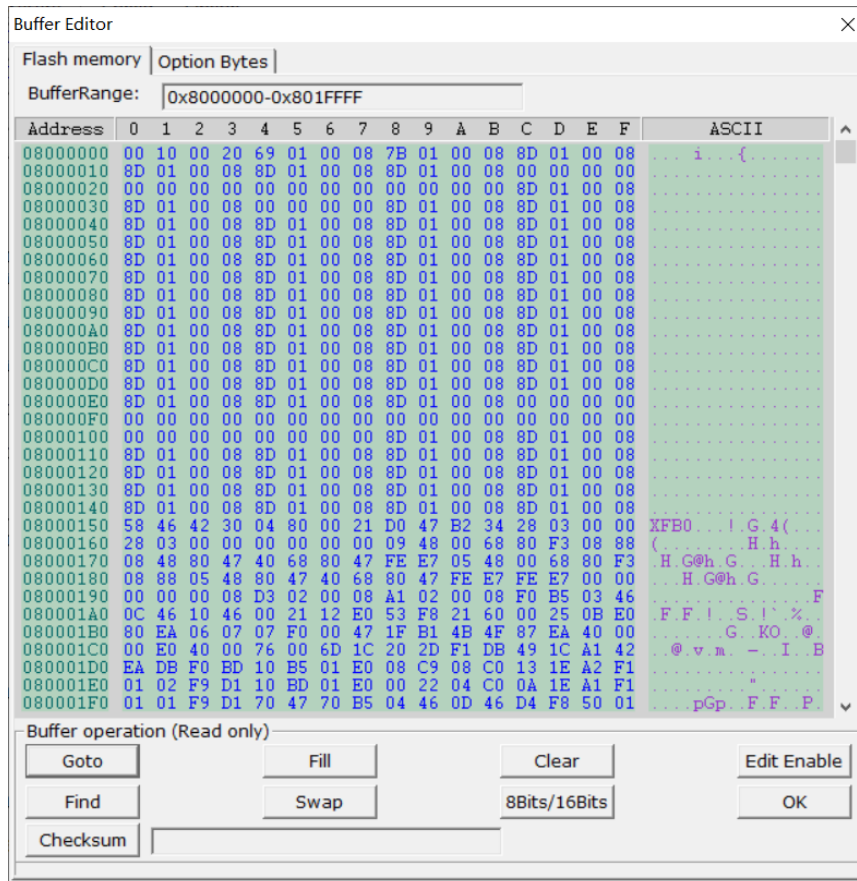 Buffer Editor
Flash memory Option Bytes
BufferRange: 0x8000000-0x801FFFF
Address 0 1 2 3 4 5 6 7 8 9 A B C D E F ASCII
08000000 00 10 00 20 69 01 00 08 7B 01 00 08 8D 01 00 08 ....i...{.......
08000010 8D 01 00 08 8D 01 00 08 8D 01 00 08 00 00 00 00 ................
08000020 00 00 00 00 00 00 00 00 00 00 00 00 8D 01 00 08 ................
08000030 8D 01 00 08 00 00 00 00 8D 01 00 08 8D 01 00 08 ................
08000040 8D 01 00 08 8D 01 00 08 8D 01 00 08 8D 01 00 08 ................
08000050 8D 01 00 08 8D 01 00 08 8D 01 00 08 8D 01 00 08 ................
08000060 8D 01 00 08 8D 01 00 08 8D 01 00 08 8D 01 00 08 ................
08000070 8D 01 00 08 8D 01 00 08 8D 01 00 08 8D 01 00 08 ................
08000080 8D 01 00 08 8D 01 00 08 8D 01 00 08 8D 01 00 08 ................
08000090 8D 01 00 08 8D 01 00 08 8D 01 00 08 8D 01 00 08 ................
080000A0 8D 01 00 08 8D 01 00 08 8D 01 00 08 8D 01 00 08 ................
080000B0 8D 01 00 08 8D 01 00 08 8D 01 00 08 8D 01 00 08 ................
080000C0 8D 01 00 08 8D 01 00 08 8D 01 00 08 8D 01 00 08 ................
080000D0 8D 01 00 08 8D 01 00 08 8D 01 00 08 8D 01 00 08 ................
080000E0 8D 01 00 08 8D 01 00 08 8D 01 00 08 8D 01 00 08 ................
080000F0 00 00 00 00 00 00 00 00 00 00 00 00 00 00 00 00 ................
08000100 00 00 00 00 00 00 00 00 8D 01 00 08 8D 01 00 08 ................
08000110 8D 01 00 08 8D 01 00 08 8D 01 00 08 8D 01 00 08 ................
08000120 8D 01 00 08 8D 01 00 08 8D 01 00 08 8D 01 00 08 ................
08000130 8D 01 00 08 8D 01 00 08 8D 01 00 08 8D 01 00 08 ................
08000140 8D 01 00 08 8D 01 00 08 8D 01 00 08 8D 01 00 08 ................
08000150 58 46 42 30 04 80 00 21 D0 47 B2 34 28 03 00 00 XFB0...!.G.4(...
08000160 28 03 00 00 00 00 00 00 09 48 00 68 80 F3 08 88 (........H.h....
08000170 08 48 80 47 40 68 80 47 FE E7 05 48 00 68 80 F3 .H.G@h.G...H.h..
08000180 08 88 05 48 80 47 40 68 80 47 FE E7 FE E7 00 00 ...H.G@h.G......
08000190 00 00 00 08 D3 02 00 08 A1 02 00 08 F0 B5 03 46 ...............F
080001A0 0C 46 10 46 00 21 12 E0 53 F8 21 60 00 25 0B E0 .F.F.!..S.!`.%..
080001B0 80 EA 06 07 07 F0 00 47 1F B1 4B 4F 87 EA 40 00 .......G..KO..@.
080001C0 00 E0 40 00 76 00 6D 1C 20 2D F1 DB 49 1C A1 42 ..@.v.m. -..I..B
080001D0 EA DB F0 BD 10 B5 01 E0 08 C9 08 C0 13 1E A2 F1 ................
080001E0 01 02 F9 D1 10 BD 01 E0 00 22 04 C0 0A 1E A1 F1 ........."......
080001F0 01 01 F9 D1 70 47 70 B5 04 46 0D 46 D4 F8 50 01 ....pGp..F.F..P.
Buffer operation (Read only)
Goto Fill Clear Edit Enable
Find Swap 8Bits/16Bits OK
Checksum